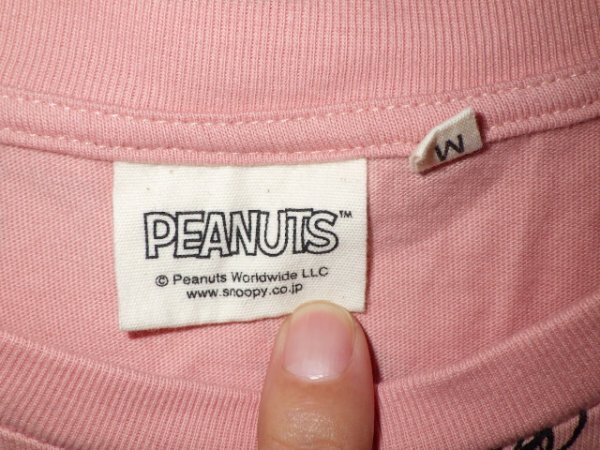 PEANUTS™
© Peanuts Worldwide LLC
www.snoopy.co.jp
M